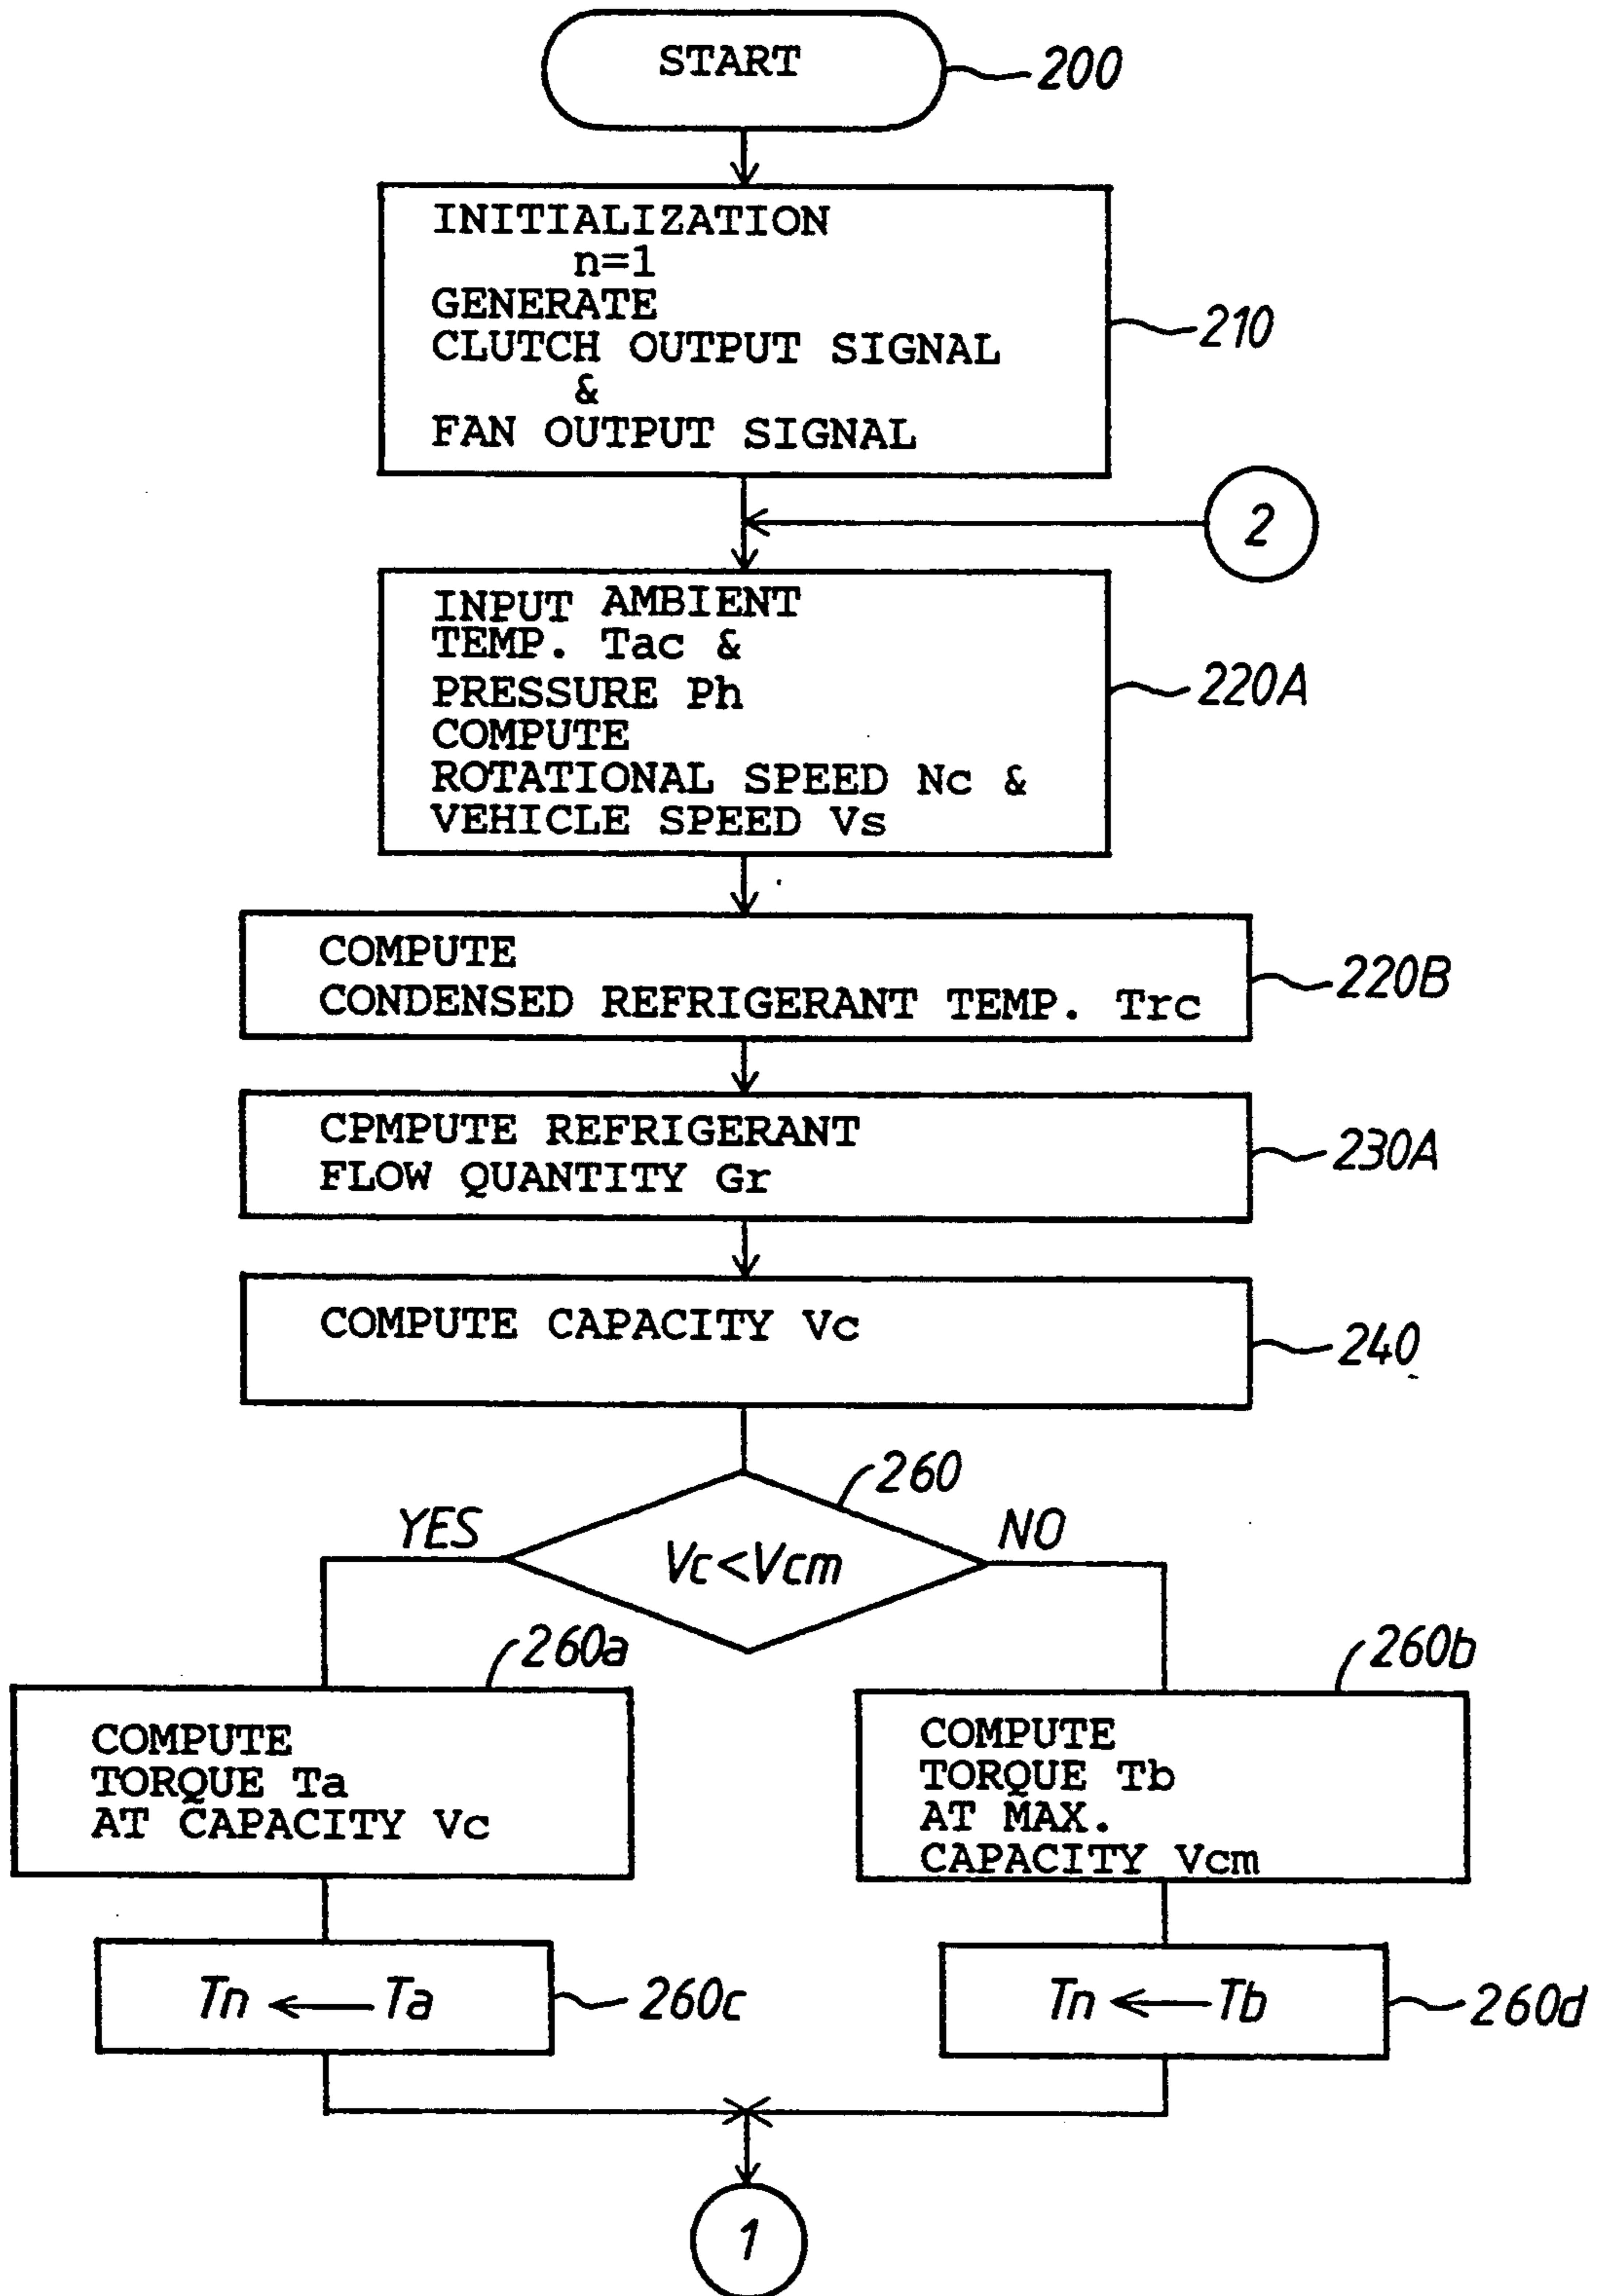 START
200
INITIALIZATION
n=1
GENERATE
CLUTCH OUTPUT SIGNAL
&
FAN OUTPUT SIGNAL
210
2
INPUT AMBIENT
TEMP. Tac &
PRESSURE Ph
COMPUTE
ROTATIONAL SPEED Nc &
VEHICLE SPEED Vs
220A
COMPUTE
CONDENSED REFRIGERANT TEMP. Trc
220B
CPMPUTE REFRIGERANT
FLOW QUANTITY Gr
230A
COMPUTE CAPACITY Vc
240
260
YES
Vc<Vcm
NO
260a
COMPUTE
TORQUE Ta
AT CAPACITY Vc
260b
COMPUTE
TORQUE Tb
AT MAX.
CAPACITY Vcm
Tn ← Ta
260c
Tn ← Tb
260d
1